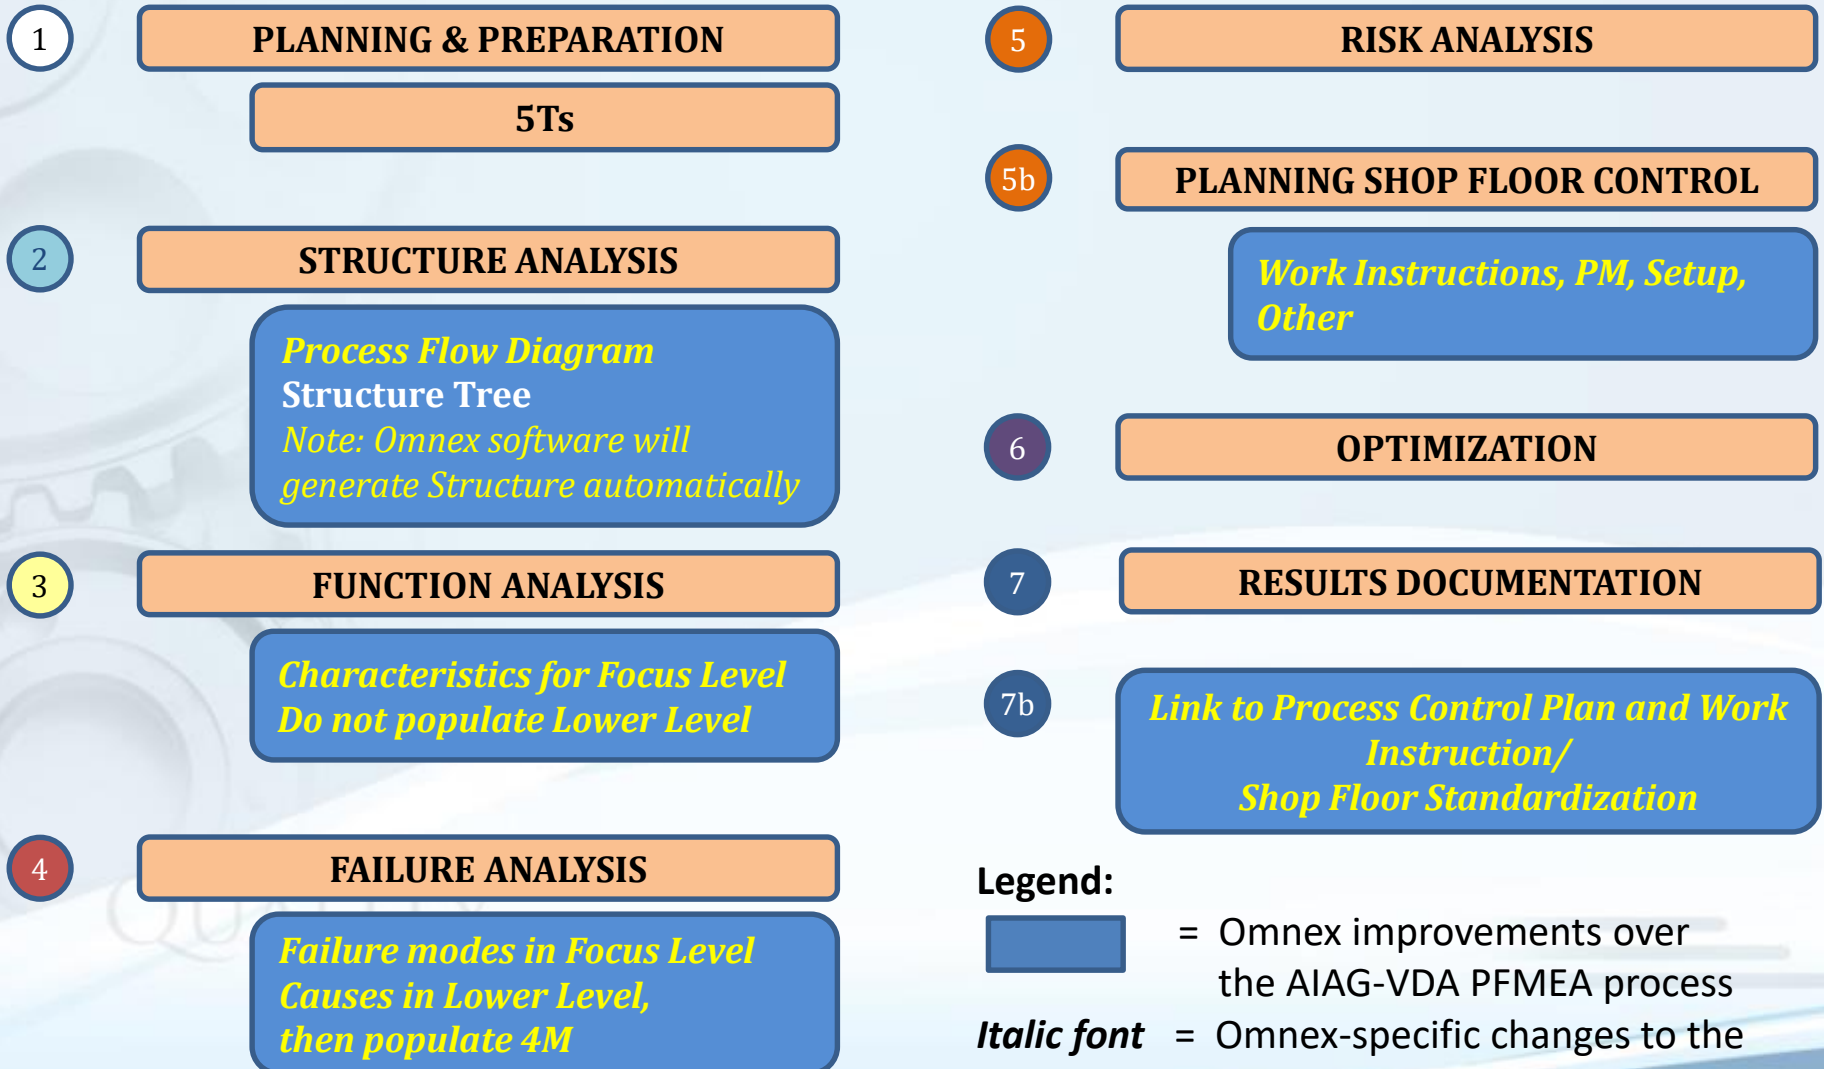 1
PLANNING & PREPARATION
5Ts
2
STRUCTURE ANALYSIS
Process Flow Diagram
Structure Tree
Note: Omnex software will
generate Structure automatically
3
FUNCTION ANALYSIS
Characteristics for Focus Level
Do not populate Lower Level
4
FAILURE ANALYSIS
QUALITY
Failure modes in Focus Level
Causes in Lower Level,
then populate 4M
5
RISK ANALYSIS
5b
PLANNING SHOP FLOOR CONTROL
Work Instructions, PM, Setup,
Other
6
OPTIMIZATION
7
RESULTS DOCUMENTATION
7b
Link to Process Control Plan and Work
Instruction/
Shop Floor Standardization
Legend:
= Omnex improvements over
the AIAG-VDA PFMEA process
Italic font = Omnex-specific changes to the